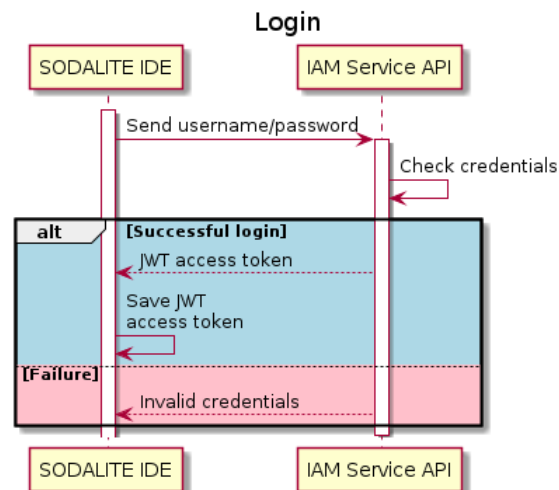 Login
SODALITE IDE
IAM Service API
Send username/password
Check credentials
alt
[Successful login]
JWT access token
Save JWT
access token
[Failure]
Invalid credentials
SODALITE IDE
IAM Service API